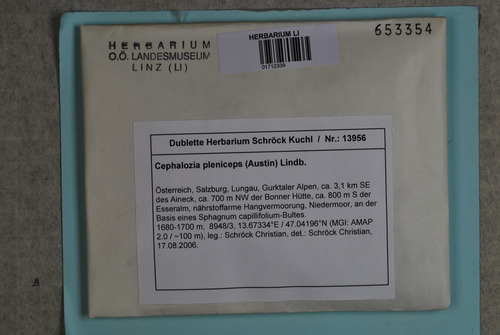 HERBARIUM
O.Ö. LANDESMUSEUM
LINZ (LI)
HERBARIUM LI
01712339
653354
Dublette Herbarium Schröck Kuchl / Nr.: 13956
Cephalozia pleniceps (Austin) Lindb.
Österreich, Salzburg, Lungau, Gurktaler Alpen, ca. 3,1 km SE
des Aineck, ca. 700 m NW der Bonner Hütte, ca. 800 m S der
Esseralm, nährstoffarme Hangvermoorung, Niedermoor, an der
Basis eines Sphagnum capillifolium-Bultes.
1680-1700 m, 8948/3, 13.67334°E / 47.04196°N (MGI: AMAP
2.0 / ~100 m), leg.: Schröck Christian, det.: Schröck Christian,
17.08.2006.